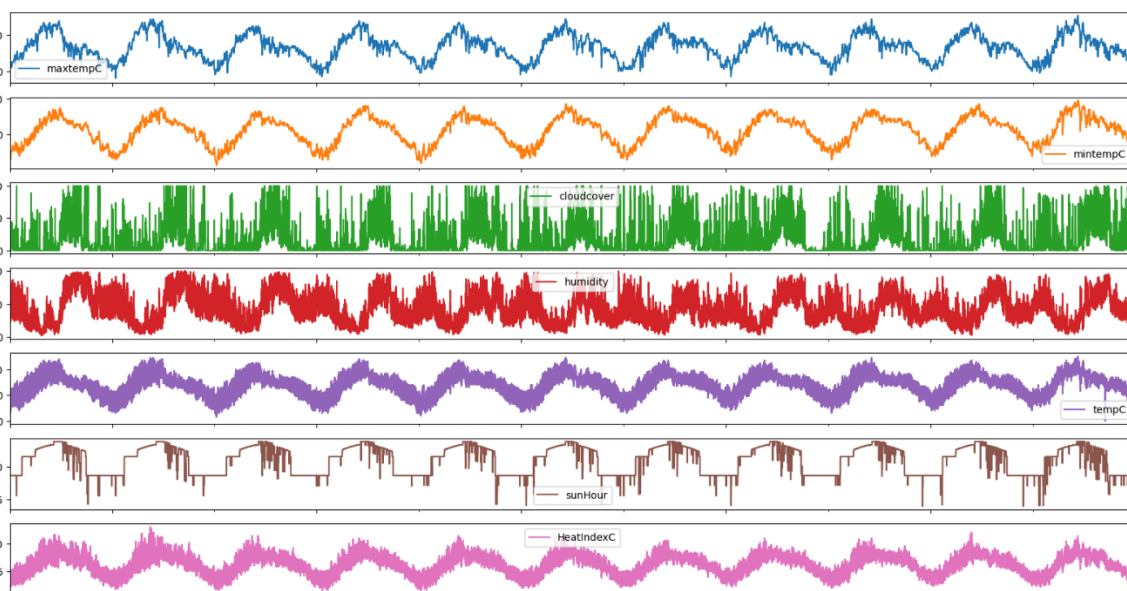 maxtempC
mintempC
cloudcover
humidity
tempC
sunHour
HeatIndexC